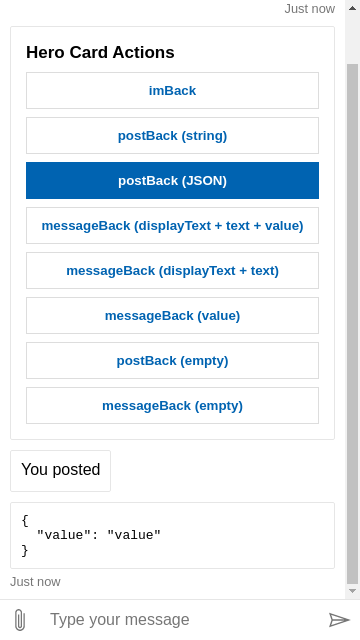 Just now
Hero Card Actions
imBack
postBack (string)
postBack (JSON)
messageBack (displayText + text + value)
messageBack (displayText + text)
messageBack (value)
postBack (empty)
messageBack (empty)
You posted
{
  "value": "value"
}
Just now
Type your message